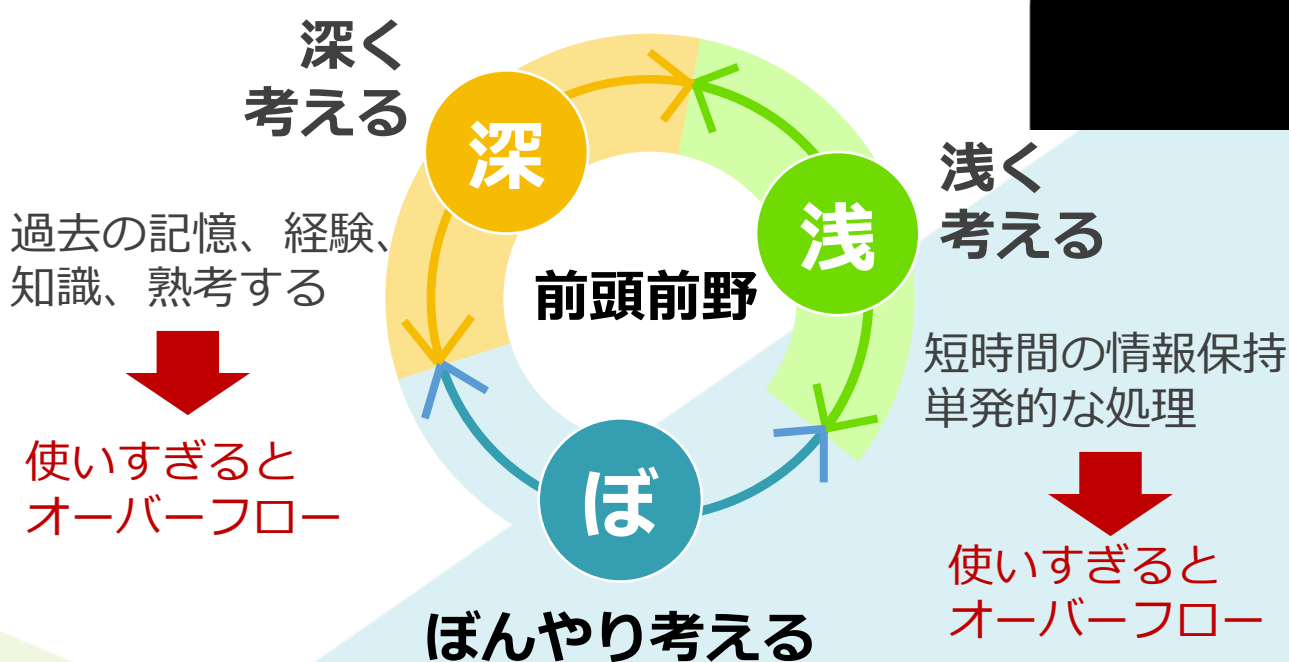 深く
考える
深
過去の記憶、経験、
知識、熟考する
使いすぎると
オーバーフロー
前頭前野
浅
浅く
考える
短時間の情報保持
単発的な処理
使いすぎると
オーバーフロー
ぼ
ぼんやり考える